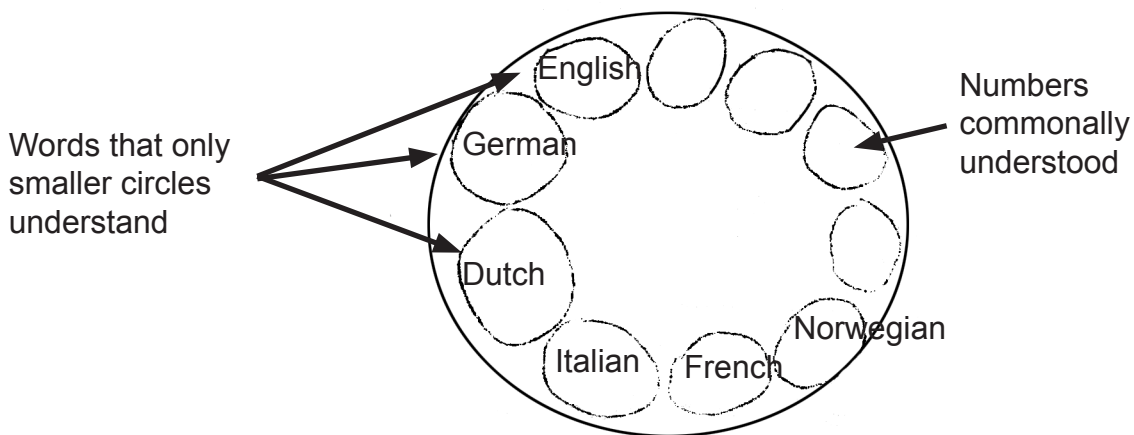 Words that only
smaller circles
understand
English
German
Dutch
Italian
French
Norwegian
Numbers
commonally
understood